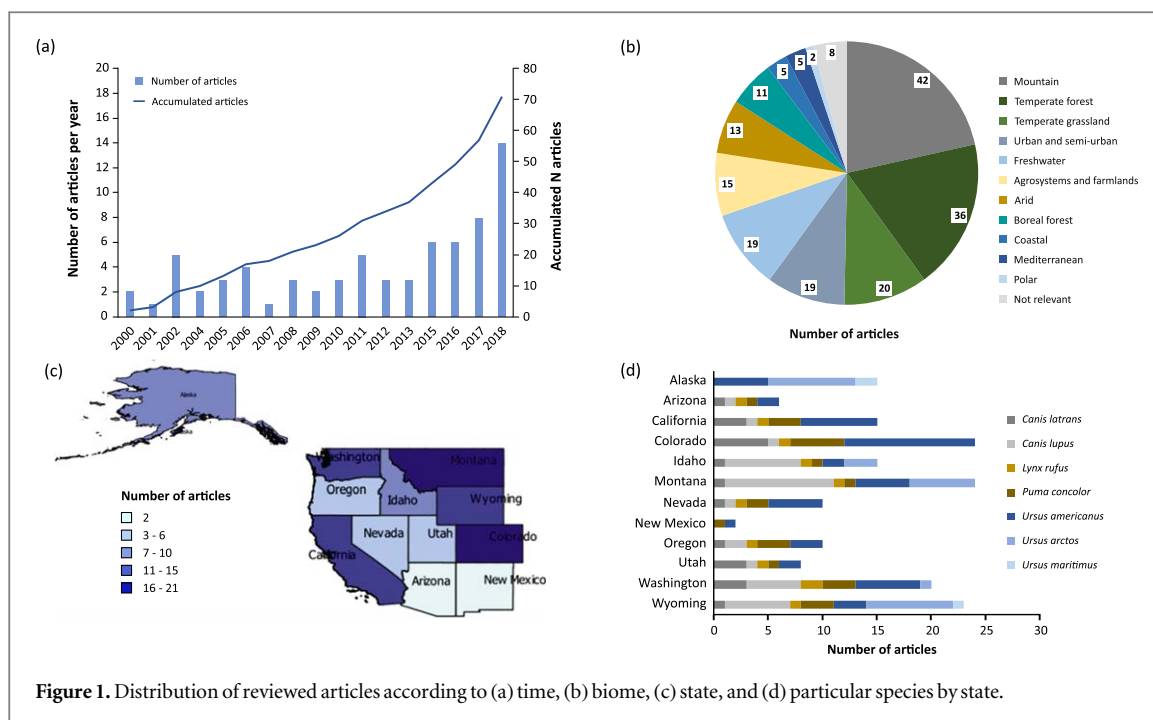 (a)
20
18
16
14
12
10
8
6
4
2
0
Number of articles per year
Number of articles
Accumulated articles
80
70
60
50
40
30
20
10
0
Accumulated N articles
2000
2001
2002
2004
2005
2006
2007
2008
2009
2010
2011
2012
2013
2015
2016
2017
2018
(b)
42
36
20
19
19
15
13
11
5
5
2
8
Mountain
Temperate forest
Temperate grassland
Urban and semi-urban
Freshwater
Agrosystems and farmlands
Arid
Boreal forest
Coastal
Mediterranean
Polar
Not relevant
Number of articles
(c)
Alaska
Washington
Montana
Oregon
Idaho
Wyoming
Nevada
Utah
Colorado
California
Arizona
New Mexico
Number of articles
2
3 - 6
7 - 10
11 - 15
16 - 21
(d)
Alaska
Arizona
California
Colorado
Idaho
Montana
Nevada
New Mexico
Oregon
Utah
Washington
Wyoming
0 5 10 15 20 25 30
Number of articles
Canis latrans
Canis lupus
Lynx rufus
Puma concolor
Ursus americanus
Ursus arctos
Ursus maritimus
Figure 1. Distribution of reviewed articles according to (a) time, (b) biome, (c) state, and (d) particular species by state.